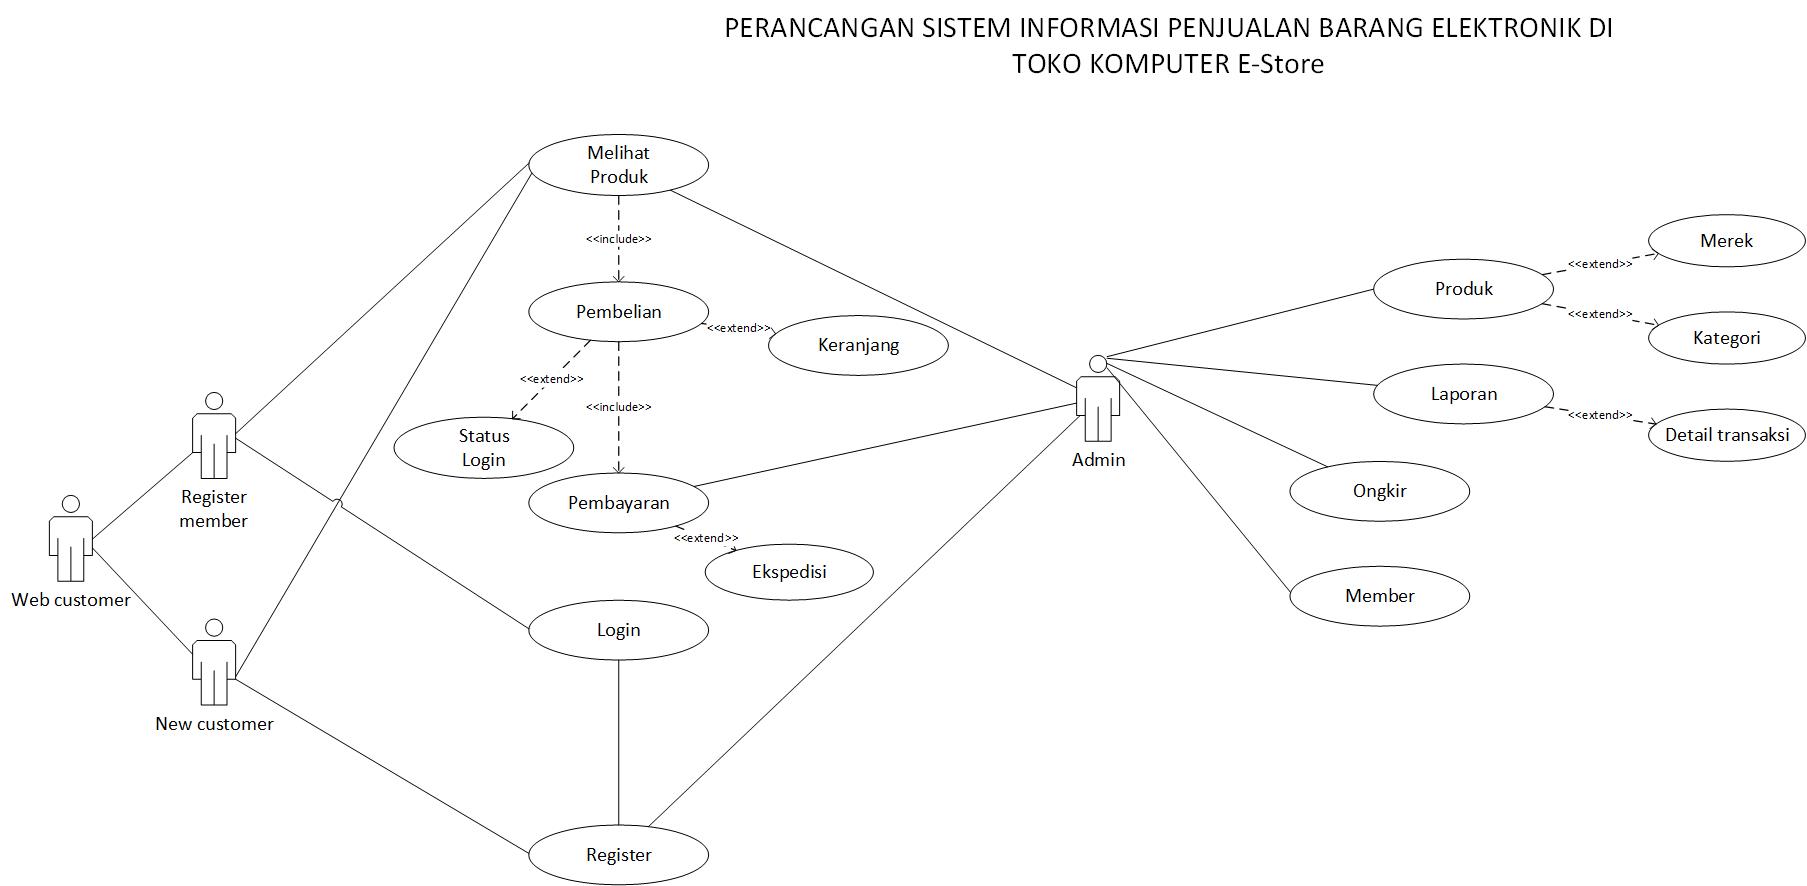 PERANCANGAN SISTEM INFORMASI PENJUALAN BARANG ELEKTRONIK DI
TOKO KOMPUTER E-Store
Melihat
Produk
<<include>>
Pembelian
<<extend>>
Keranjang
<<extend>>
Status
Login
<<include>>
Pembayaran
<<extend>>
Ekspedisi
Login
Register
Register
member
Web customer
New customer
Admin
Produk
<<extend>>
Merek
<<extend>>
Kategori
Laporan
<<extend>>
Detail transaksi
Ongkir
Member